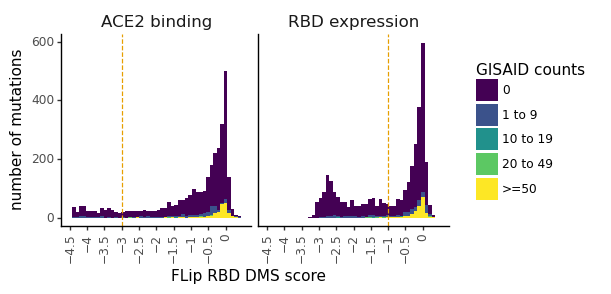 ACE2 binding
RBD expression
number of mutations
600
400
200
0
−4.5 −4 −3.5 −3 −2.5 −2 −1.5 −1 −0.5 0
−4.5 −4 −3.5 −3 −2.5 −2 −1.5 −1 −0.5 0
FLip RBD DMS score
GISAID counts
0
1 to 9
10 to 19
20 to 49
>=50